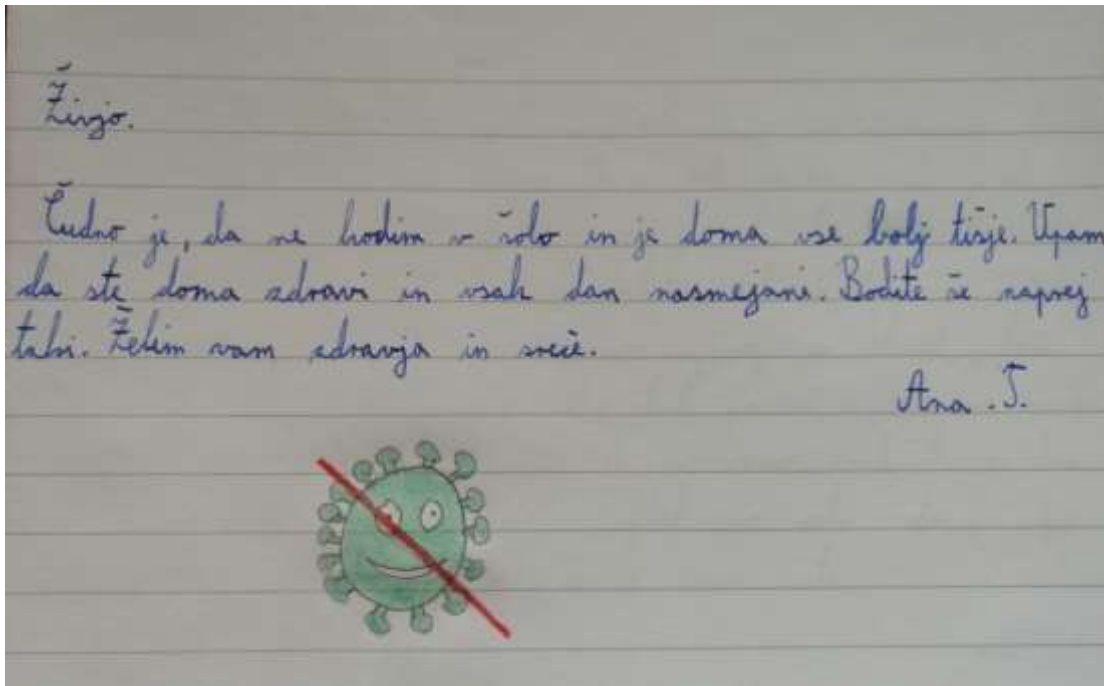 Živjo.
Čudno je, da ne hodim v šolo in je doma vse bolj tišje. Upam
da ste doma zdravi in vsak dan nasmejani. Bodite še naprej
taki. Želim vam zdravja in sreče.
Ana . T.